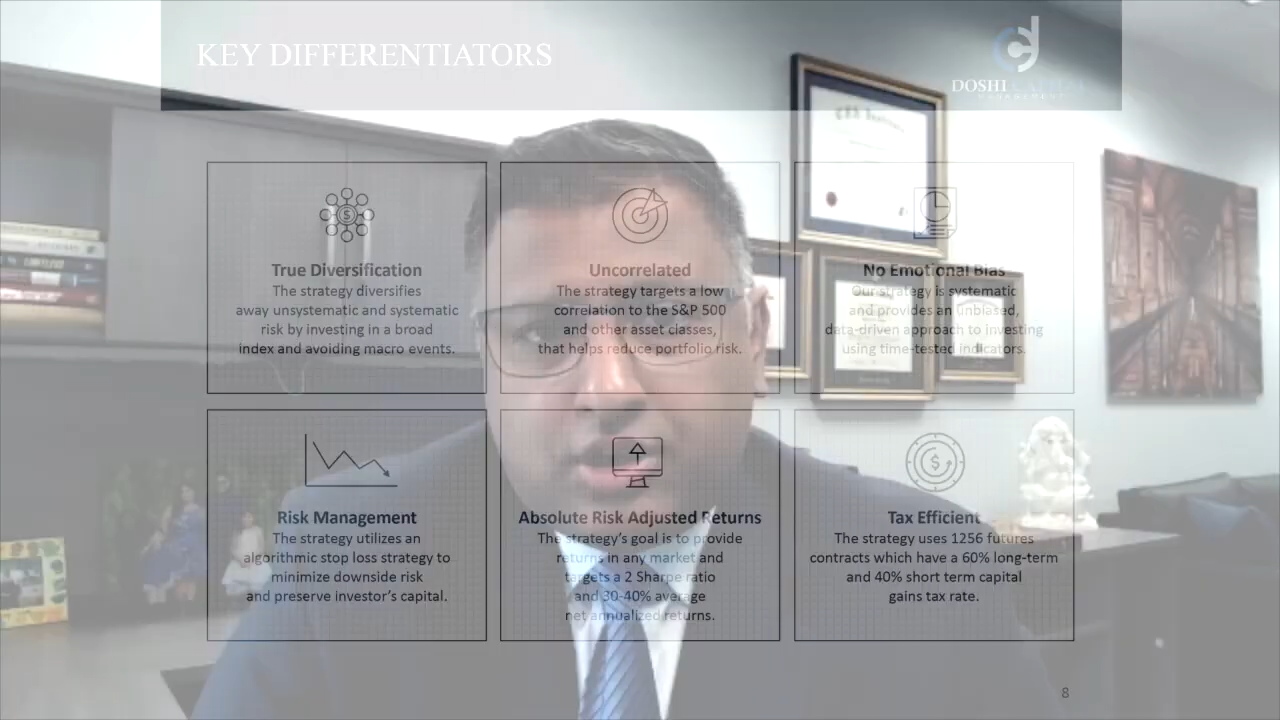 KEY DIFFERENTIATORS
DOSHI CAPITAL
MANAGEMENT
True Diversification
The strategy diversifies
away unsystematic and systematic
risk by investing in a broad
index and avoiding macro events.
Uncorrelated
The strategy targets a low
correlation to the S&P 500
and other asset classes,
that helps reduce portfolio risk.
No Emotional Bias
Our strategy is systematic
and provides an unbiased,
data-driven approach to investing
using time-tested indicators.
Risk Management
The strategy utilizes an
algorithmic stop loss strategy to
minimize downside risk
and preserve investor's capital.
Absolute Risk Adjusted Returns
The strategy's goal is to provide
returns in any market and
targets a 2 Sharpe ratio
and 30-40% average
net annualized returns.
Tax Efficient
The strategy uses 1256 futures
contracts which have a 60% long-term
and 40% short term capital
gains tax rate.
8